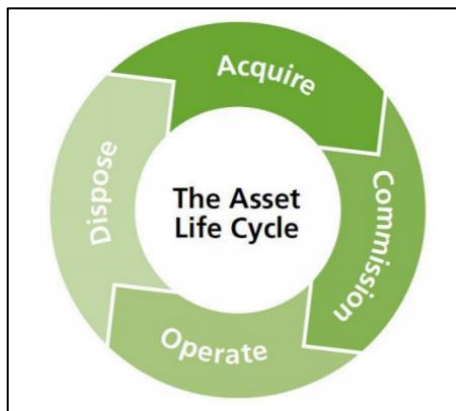 Acquire
Commission
Operate
Dispose
The Asset
Life Cycle